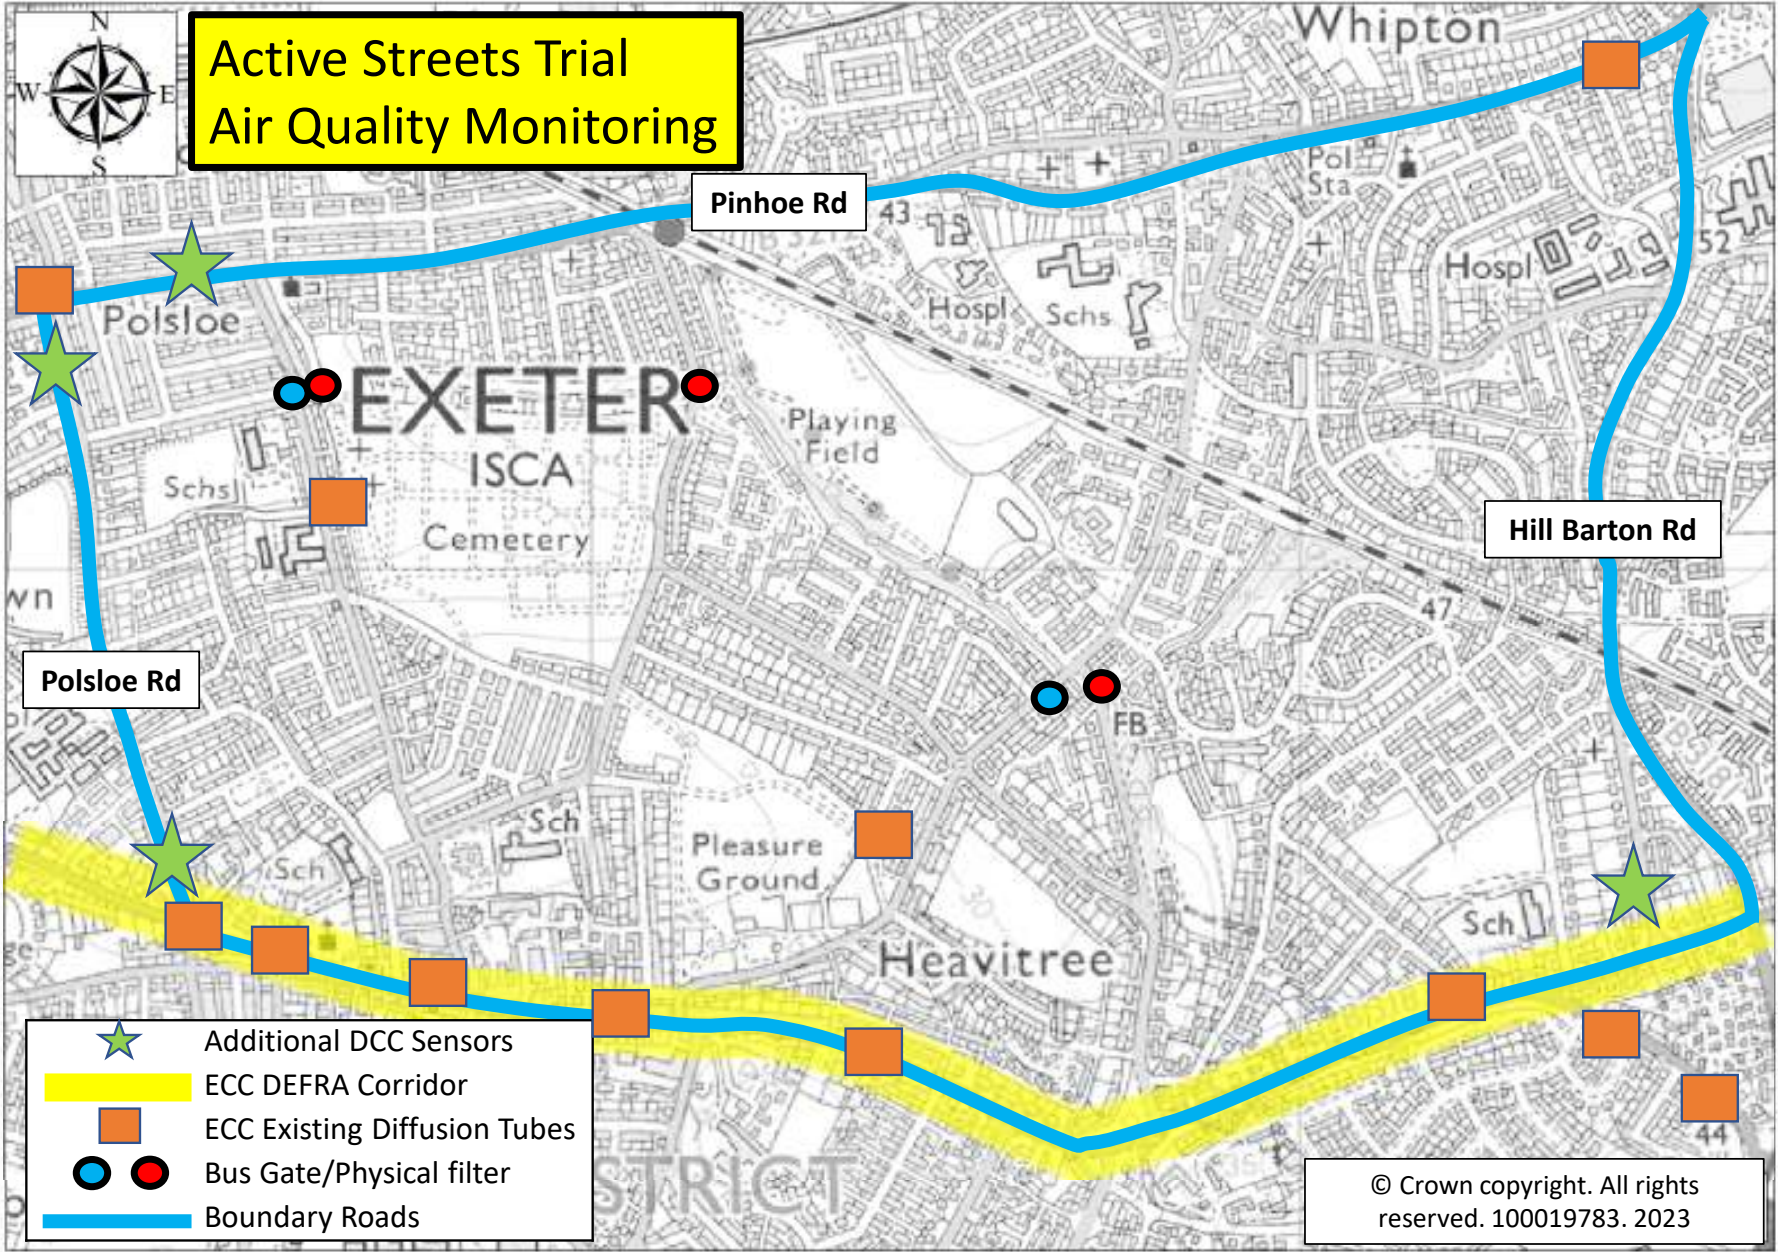 N
W
E
S
Active Streets Trial
Air Quality Monitoring
Whipton
Pol
Sta
Pinhoe Rd
43
52
Hospl
Hospl
Schs
Polsloe
EXETER
ISCA
Playing
Field
Schs
Cemetery
Hill Barton Rd
wn
47
Polsloe Rd
FB
Sch
Pleasure
Ground
Sch
Sch
Heavitree
Additional DCC Sensors
ECC DEFRA Corridor
ECC Existing Diffusion Tubes
Bus Gate/Physical filter
Boundary Roads
STRICT
44
© Crown copyright. All rights
reserved. 100019783. 2023